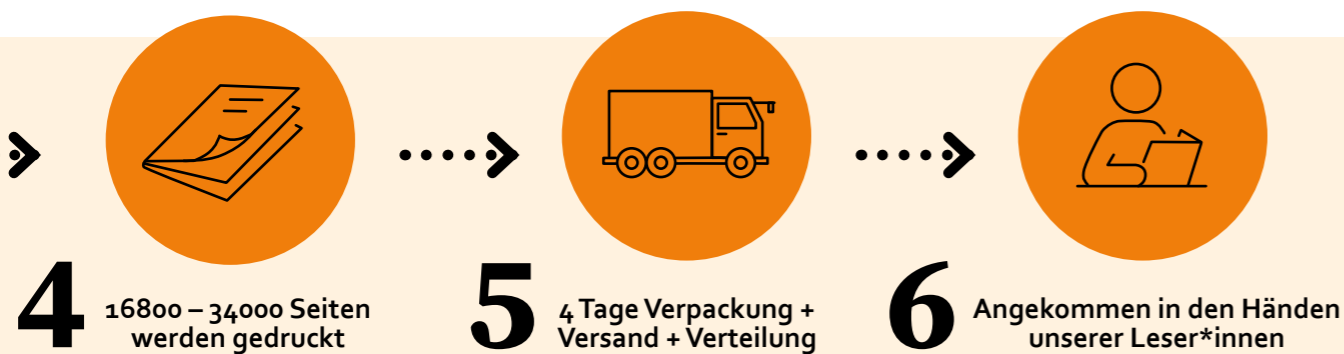 4
16800 – 34000 Seiten
werden gedruckt
5
4 Tage Verpackung +
Versand + Verteilung
6
Angekommen in den Händen
unserer Leser*innen